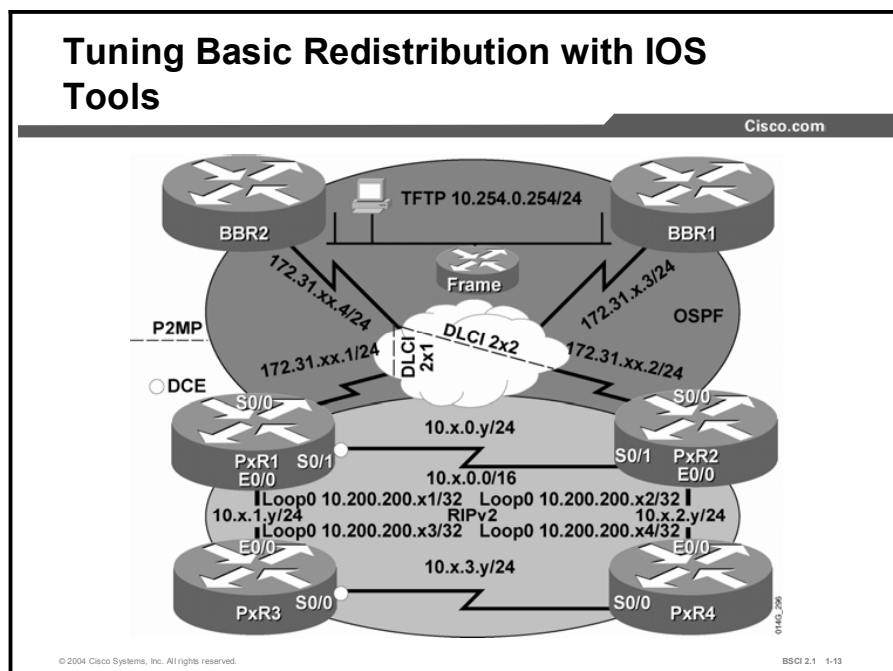 Tuning Basic Redistribution with IOS
Tools
Cisco.com
BBR2
TFTP 10.254.0.254/24
BBR1
Frame
172.31.xx.4/24
172.31.x.3/24
OSPF
P2MP
DLCI 2x2
172.31.xx.1/24
DLCI
2x1
172.31.xx.2/24
DCE
S0/0
S0/0
10.x.0.y/24
PxR1
S0/1
S0/1
PxR2
E0/0
E0/0
10.x.0.0/16
Loop0 10.200.200.x1/32
Loop0 10.200.200.x2/32
10.x.1.y/24
RIPv2
10.x.2.y/24
Loop0 10.200.200.x3/32
Loop0 10.200.200.x4/32
E0/0
E0/0
10.x.3.y/24
PxR3
S0/0
S0/0
PxR4
014G_296
© 2004 Cisco Systems, Inc. All rights reserved.
BSCI 2.1 1-13